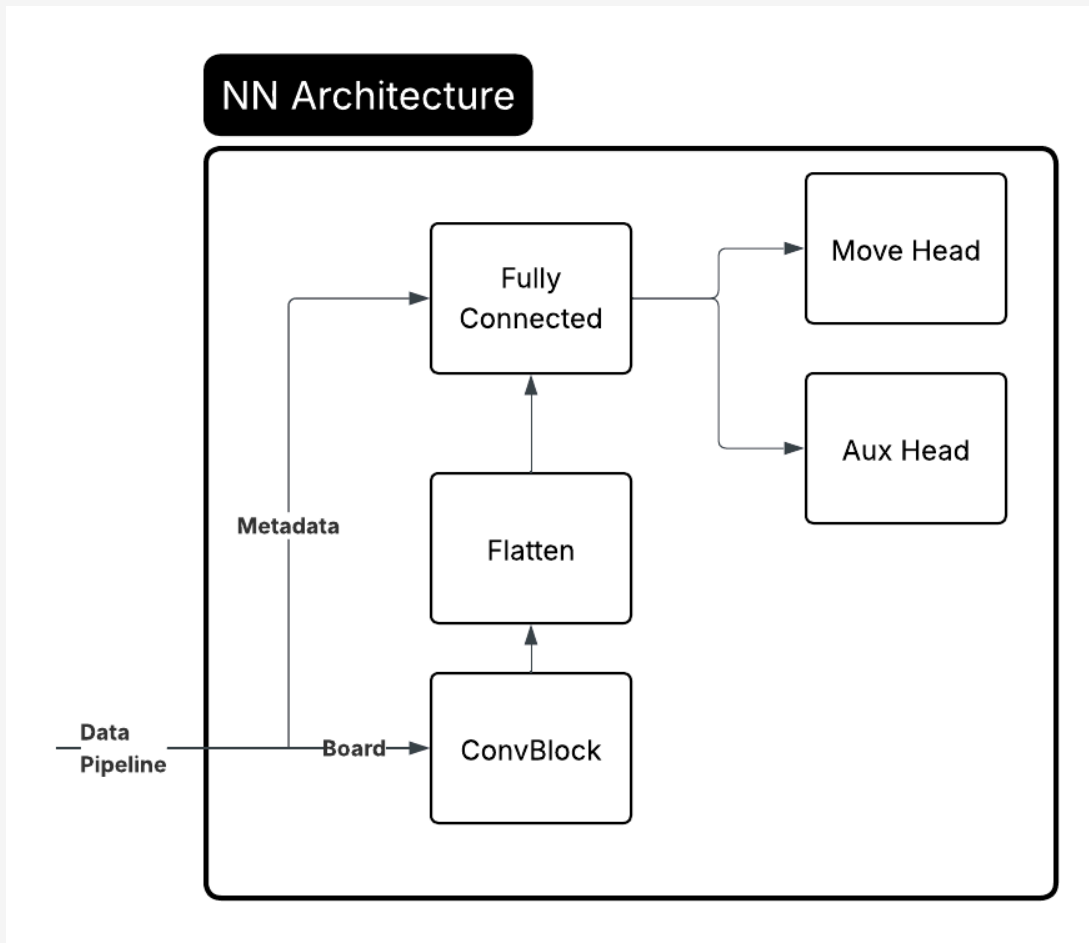 NN Architecture
Move Head
Fully
Connected
Aux Head
Metadata
Flatten
Data
Pipeline
Board
ConvBlock